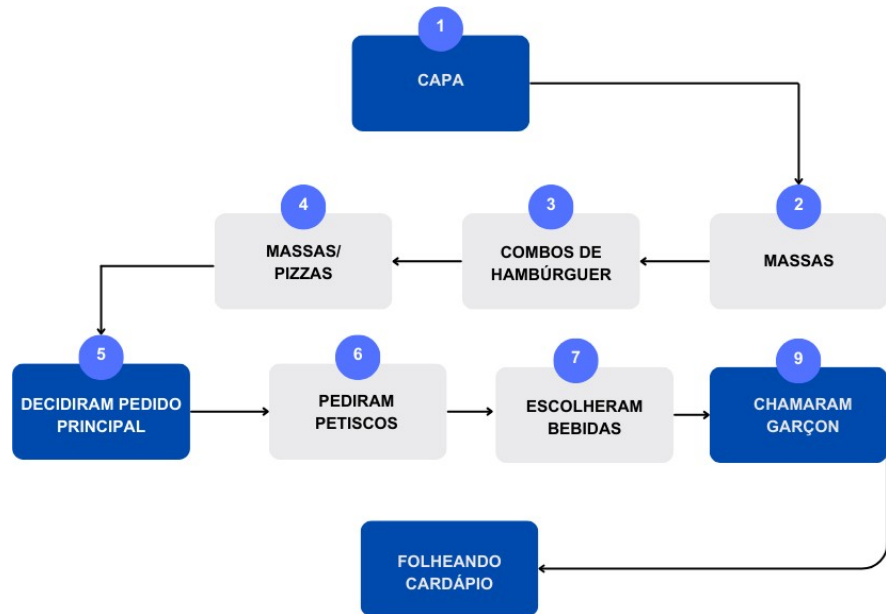 1
CAPA
2
MASSAS
3
COMBOS DE
HAMBÚRGUER
4
MASSAS/
PIZZAS
5
DECIDIRAM PEDIDO
PRINCIPAL
6
PEDIRAM
PETISCOS
7
ESCOLHERAM
BEBIDAS
9
CHAMARAM
GARÇON
FOLHEANDO
CARDÁPIO